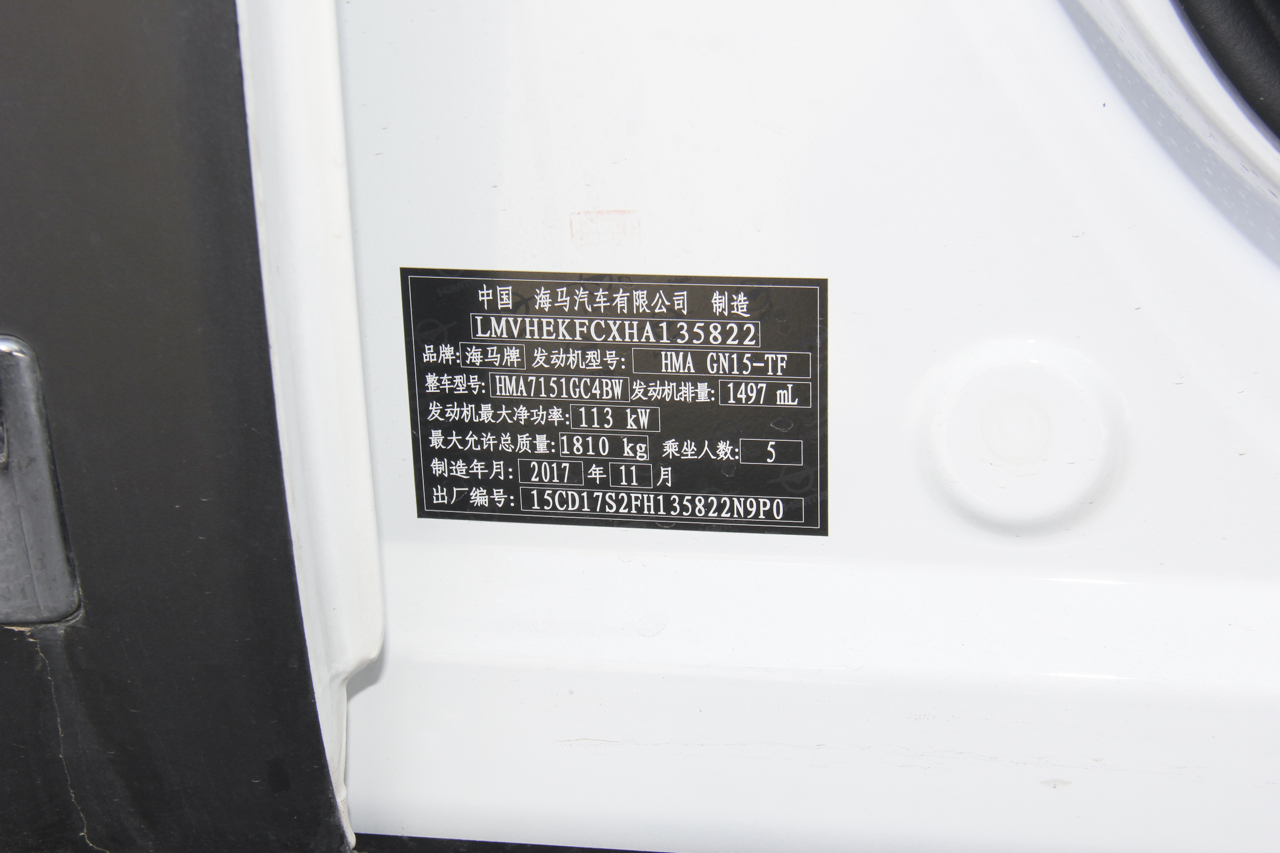 中国 海马汽车有限公司 制造
LMVHEKFCXHA135822
品牌: 海马牌 发动机型号: HMA GN15-TF
整车型号: HMA7151GC4BW 发动机排量: 1497 mL
发动机最大净功率: 113 kW
最大允许总质量: 1810 kg 乘坐人数: 5
制造年月: 2017 年 11 月
出厂编号: 15CD17S2FH135822N9P0